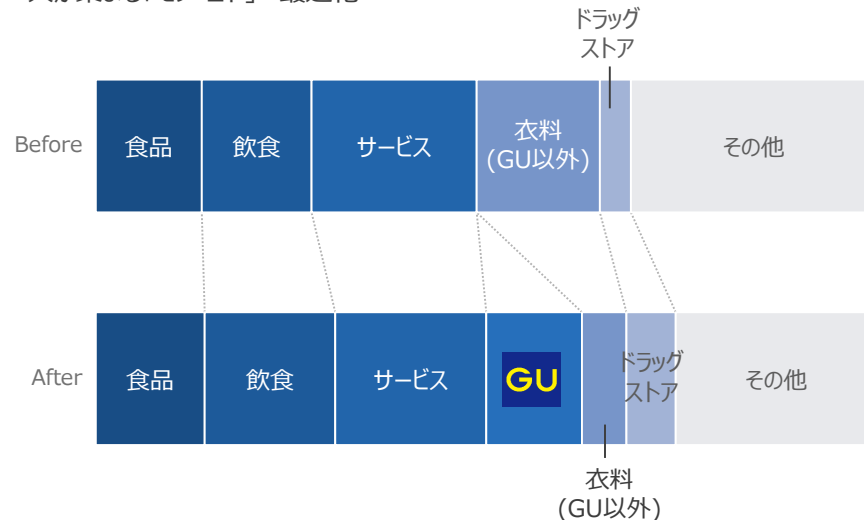 ドラッグ
ストア
Before
食品
飲食
サービス
衣料
(GU以外)
その他
After
食品
飲食
サービス
GU
ドラッグ
ストア
その他
衣料
(GU以外)